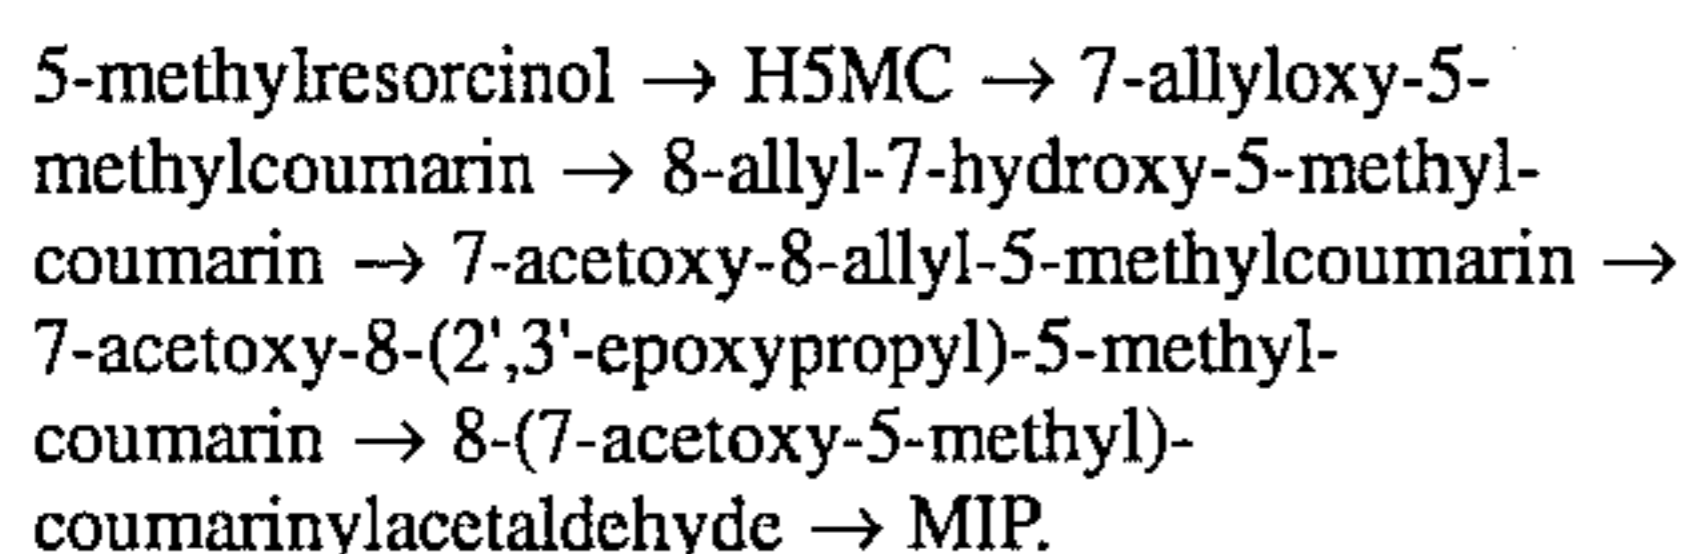 5-methylresorcinol → H5MC → 7-allyloxy-5-
methylcoumarin → 8-allyl-7-hydroxy-5-methyl-
coumarin → 7-acetoxy-8-allyl-5-methylcoumarin →
7-acetoxy-8-(2',3'-epoxypropyl)-5-methyl-
coumarin → 8-(7-acetoxy-5-methyl)-
coumarinylacetaldehyde → MIP.